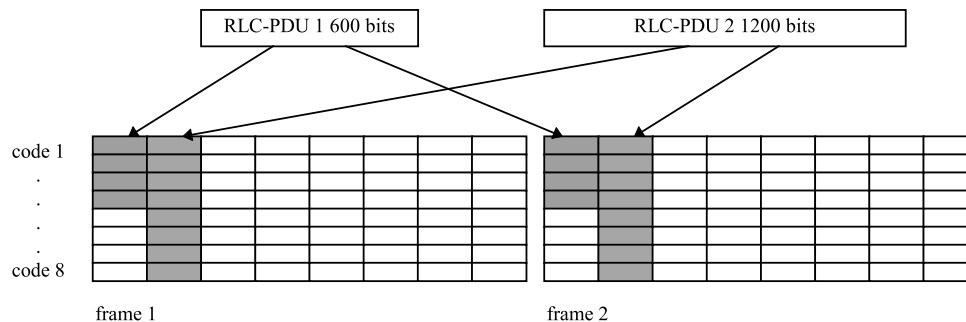 RLC-PDU 1 600 bits
RLC-PDU 2 1200 bits
code 1
.
.
.
.
code 8
frame 1
frame 2